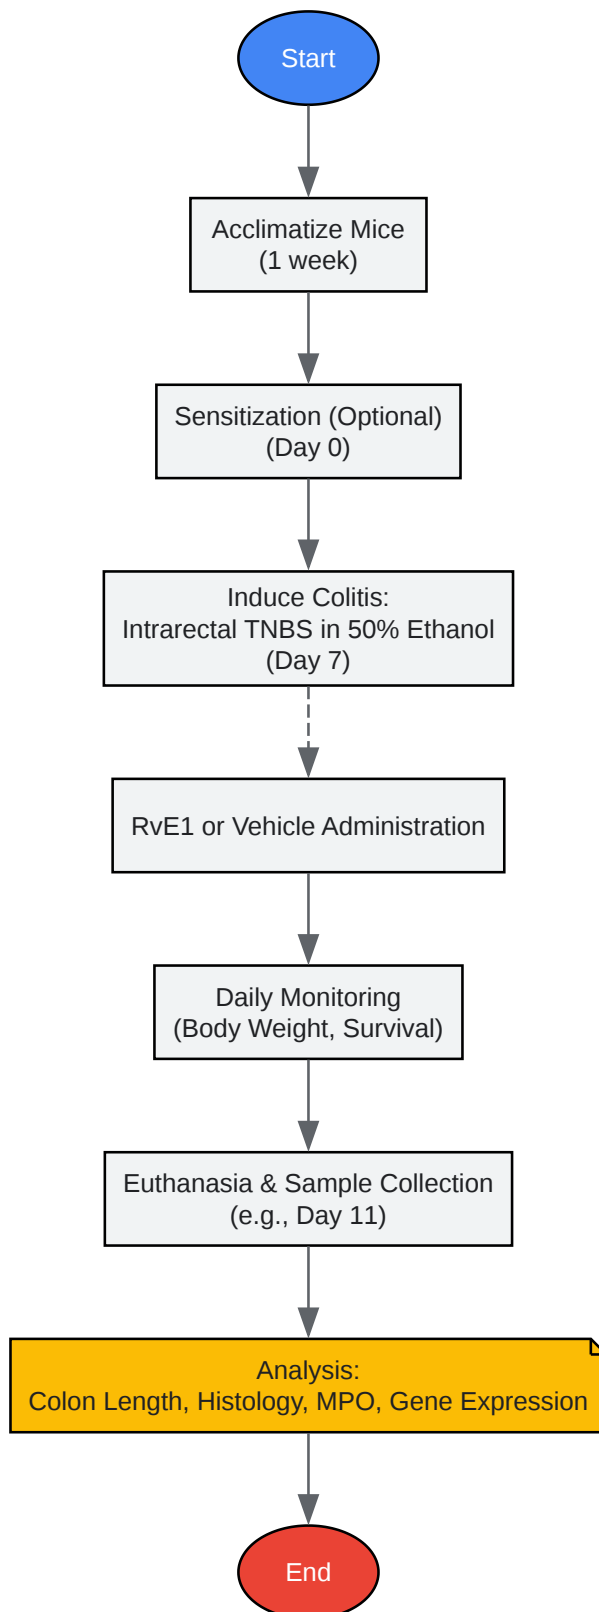 Start
Acclimatize Mice
(1 week)
Sensitization (Optional)
(Day 0)
Induce Colitis:
Intrarectal TNBS in 50% Ethanol
(Day 7)
RvE1 or Vehicle Administration
Daily Monitoring
(Body Weight, Survival)
Euthanasia & Sample Collection
(e.g., Day 11)
Analysis:
Colon Length, Histology, MPO, Gene Expression
End